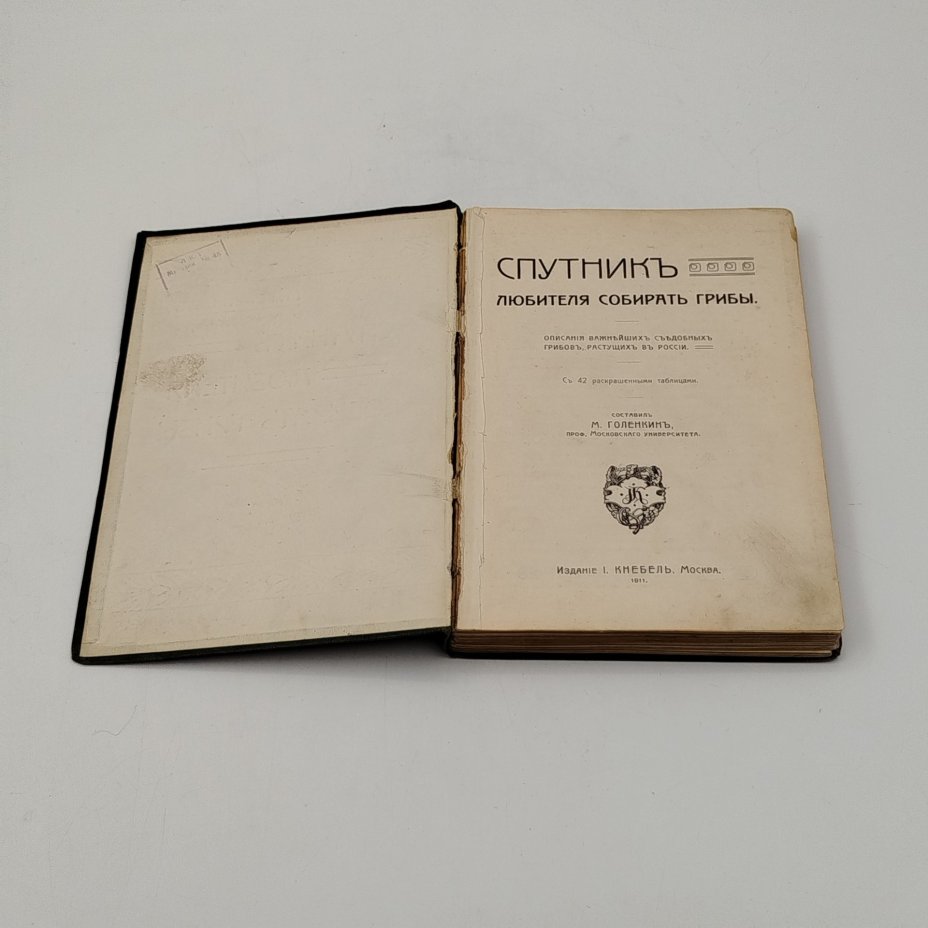 СПУТНИКЪ
ЛЮБИТЕЛЯ СОБИРАТЬ ГРИБЫ.
ОПИСАНІЯ ВАЖНѢЙШИХЪ СЪѢДОБНЫХЪ
ГРИБОВЪ, РАСТУЩИХЪ ВЪ РОССІИ.
Съ 42 раскрашенными таблицами.
СОСТАВИЛЪ
М. ГОЛЕНКИНЪ,
ПРОФ. МОСКОВСКАГО УНИВЕРСИТЕТА.
ИЗДАНІЕ І. КНЕБЕЛЬ, МОСКВА.
1911.